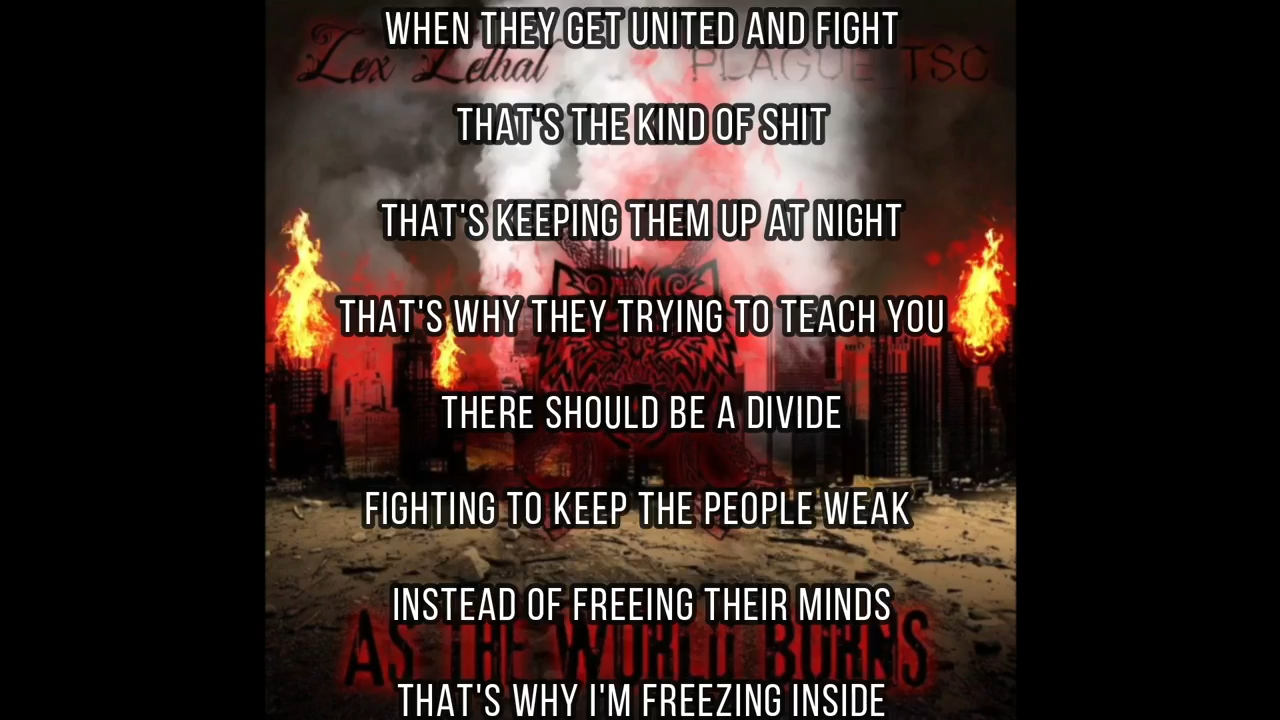 WHEN THEY GET UNITED AND FIGHT
Lex Lethal PLAGUE TSC
THAT'S THE KIND OF SHIT
THAT'S KEEPING THEM UP AT NIGHT
THAT'S WHY THEY TRYING TO TEACH YOU
THERE SHOULD BE A DIVIDE
FIGHTING TO KEEP THE PEOPLE WEAK
INSTEAD OF FREEING THEIR MINDS
AS THE WORLD BURNS
THAT'S WHY I'M FREEZING INSIDE